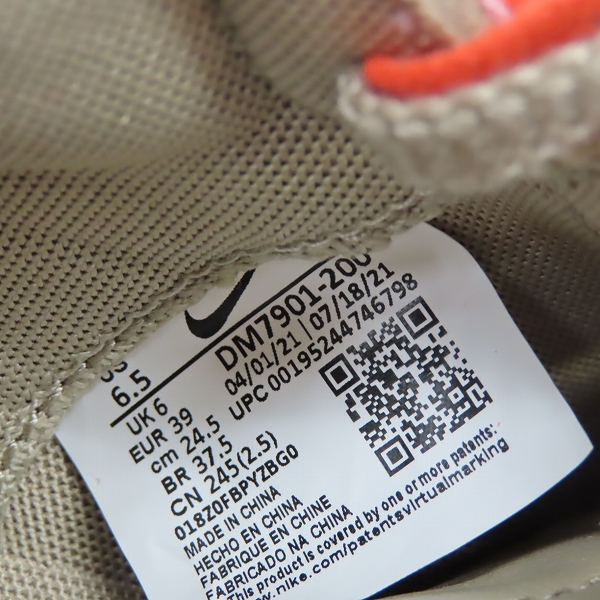 DM7901-200
04/01/21 | 07/18/21
UPC 00195244746798
6.5
UK 6
EUR 39
cm 24.5
BR 37.5
CN 245(2.5)
018Z0FBPYZBG0
MADE IN CHINA
HECHO EN CHINA
FABRIQUE EN CHINE
FABRICADO NA CHINA
This product is covered by one or more patents:
www.nike.com/patentsvirtualmarking